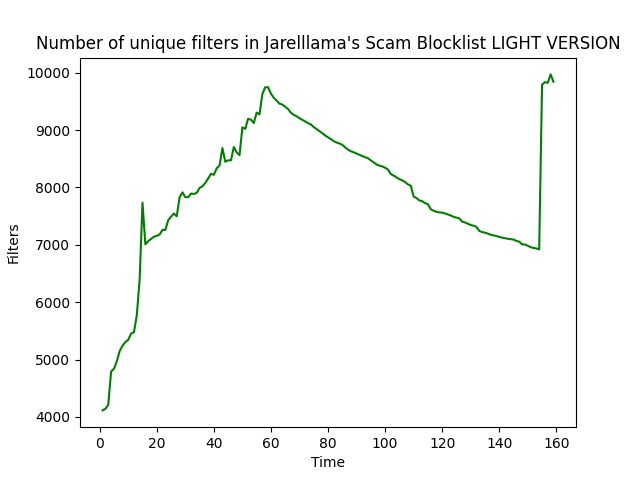 Number of unique filters in Jarelllama's Scam Blocklist LIGHT VERSION
10000
9000
8000
7000
6000
5000
4000
Filters
0 20 40 60 80 100 120 140 160
Time